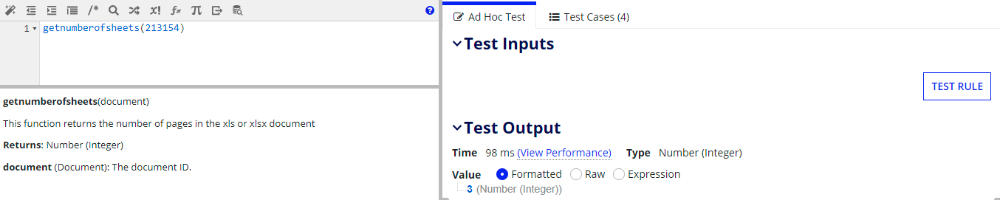 1 getnumberofsheets(213154)
getnumberofsheets(document)
This function returns the number of pages in the xls or xlsx document
Returns: Number (Integer)
document (Document): The document ID.
Ad Hoc Test
Test Cases (4)
Test Inputs
TEST RULE
Test Output
Time 98 ms (View Performance) Type Number (Integer)
Value Formatted Raw Expression
3 (Number (Integer))